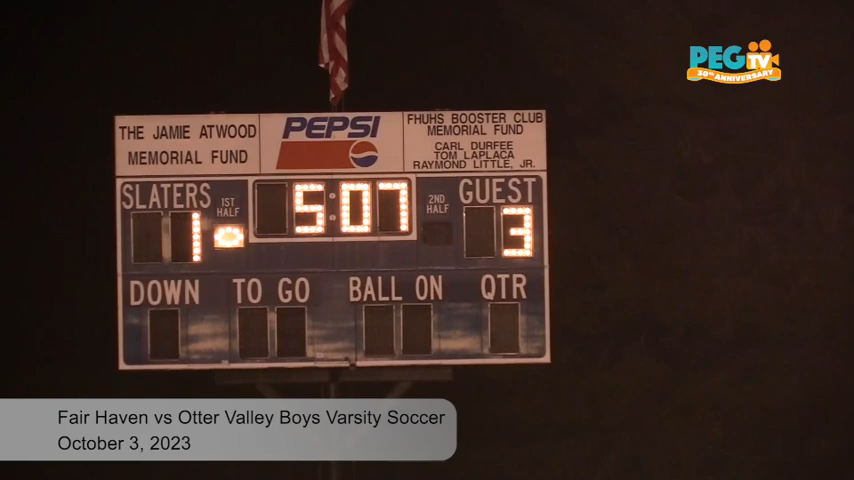 PEGTV
30TH ANNIVERSARY
THE JAMIE ATWOOD
MEMORIAL FUND
PEPSI
FHUHS BOOSTER CLUB
MEMORIAL FUND
CARL DURFEE
TOM LAPLACA
RAYMOND LITTLE, JR.
SLATERS
1
1ST
HALF
5:07
2ND
HALF
GUEST
3
DOWN TO GO BALL ON QTR
Fair Haven vs Otter Valley Boys Varsity Soccer
October 3, 2023